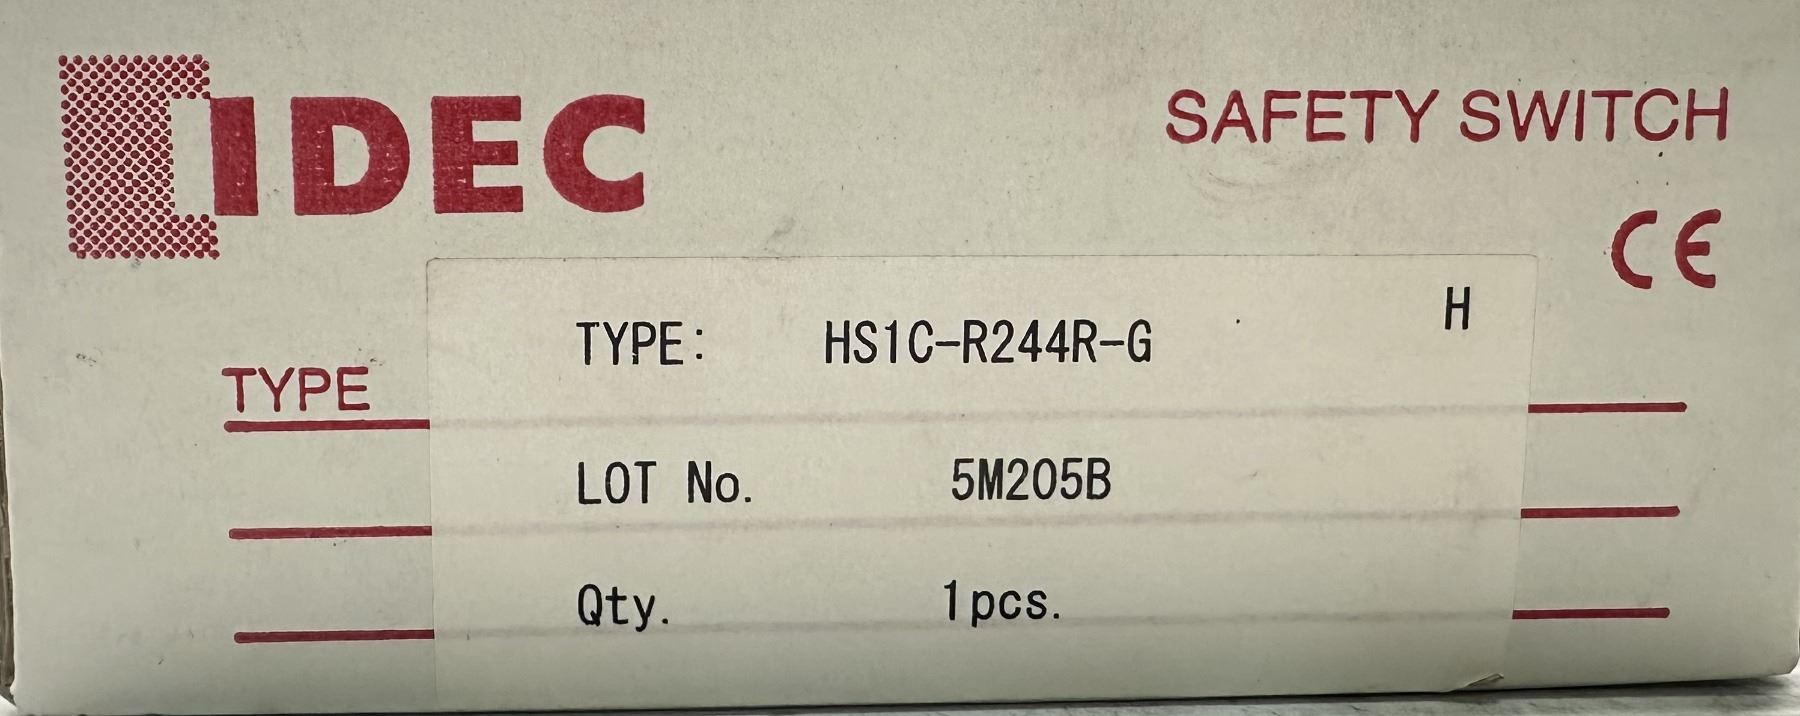 IDEC
SAFETY SWITCH
CE
H
TYPE: HS1C-R244R-G
TYPE
LOT No. 5M205B
Qty. 1pcs.